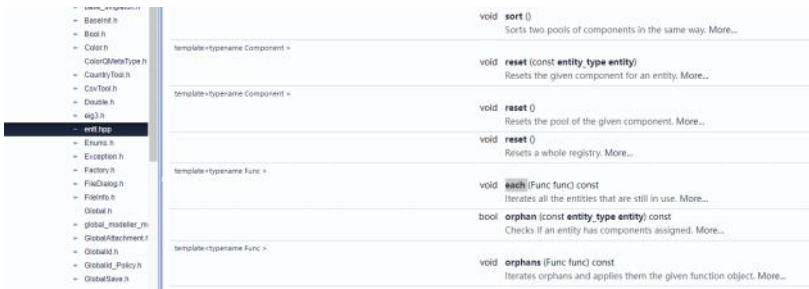 BaseInit.h
Bool.h
Color.h
ColorQMetaType.h
CountryTool.h
CsvTool.h
Double.h
eig3.h
entt.hpp
Enums.h
Exception.h
Factory.h
FileDialog.h
FileInfo.h
Global.h
global_modeller_m
GlobalAttachment.h
GlobalId.h
GlobalId_Policy.h
GlobalSave.h
void sort ()
Sorts two pools of components in the same way. More...
template<typename Component >
void reset (const entity_type entity)
Resets the given component for an entity. More...
template<typename Component >
void reset ()
Resets the pool of the given component. More...
void reset ()
Resets a whole registry. More...
template<typename Func >
void each (Func func) const
Iterates all the entities that are still in use. More...
bool orphan (const entity_type entity) const
Checks if an entity has components assigned. More...
template<typename Func >
void orphans (Func func) const
Iterates orphans and applies them the given function object. More...